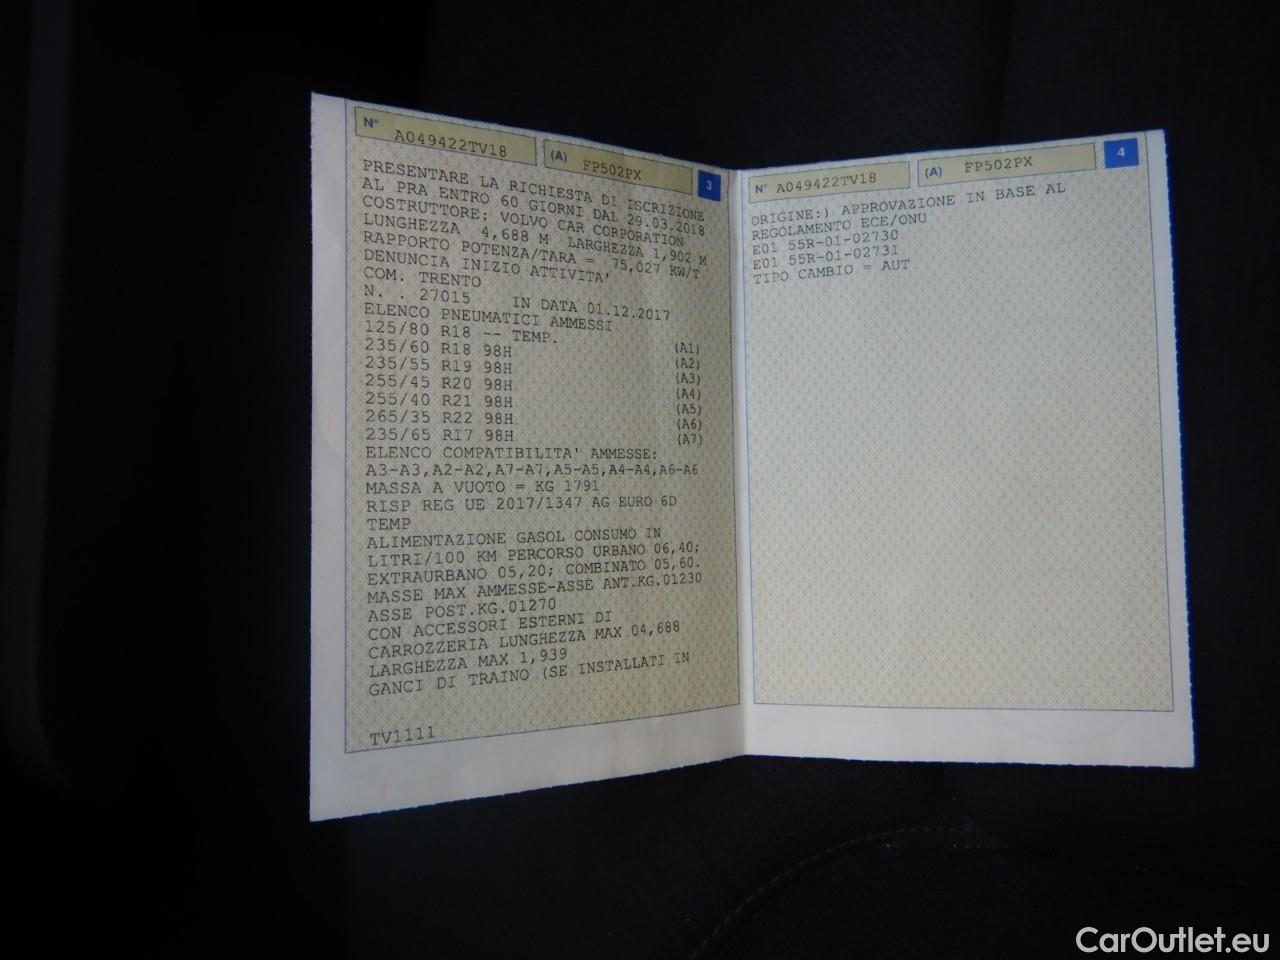 N° A049422TV18 (A) FP502PX 3
PRESENTARE LA RICHIESTA DI ISCRIZIONE
AL PRA ENTRO 60 GIORNI DAL 29.03.2018
COSTRUTTORE: VOLVO CAR CORPORATION
LUNGHEZZA 4,688 M LARGHEZZA 1,902 M
RAPPORTO POTENZA/TARA = 75,027 KW/T
DENUNCIA INIZIO ATTIVITA'
COM. TRENTO
N. . 27015 IN DATA 01.12.2017
ELENCO PNEUMATICI AMMESSI
125/80 R18 -- TEMP. (A1)
235/60 R18 98H (A2)
235/55 R19 98H (A3)
255/45 R20 98H (A4)
255/40 R21 98H (A5)
265/35 R22 98H (A6)
235/65 R17 98H (A7)
ELENCO COMPATIBILITA' AMMESSE:
A3-A3,A2-A2,A7-A7,A5-A5,A4-A4,A6-A6
MASSA A VUOTO = KG 1791
RISP REG UE 2017/1347 AG EURO 6D
TEMP
ALIMENTAZIONE GASOL CONSUMO IN
LITRI/100 KM PERCORSO URBANO 06,40;
EXTRAURBANO 05,20; COMBINATO 05,60.
MASSE MAX AMMESSE-ASSE ANT.KG.01230
ASSE POST.KG.01270
CON ACCESSORI ESTERNI DI
CARROZZERIA LUNGHEZZA MAX 04,688
LARGHEZZA MAX 1,939
GANCI DI TRAINO (SE INSTALLATI IN
TV1111
N° A049422TV18 (A) FP502PX 4
ORIGINE:) APPROVAZIONE IN BASE AL
REGOLAMENTO ECE/ONU
E01 55R-01-02730
E01 55R-01-02731
TIPO CAMBIO = AUT
CarOutlet.eu